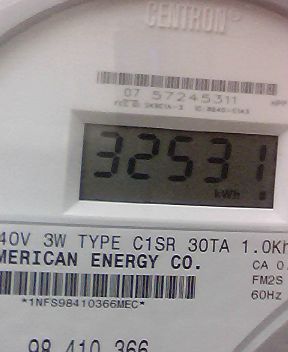 CENTRON®
07 57245311
32531
kWh
40V 3W TYPE C1SR 30TA 1.0Kh
MERICAN ENERGY CO.
CA 0.
FM2S
60Hz
*1NFS98410366MEC*
98 410 366